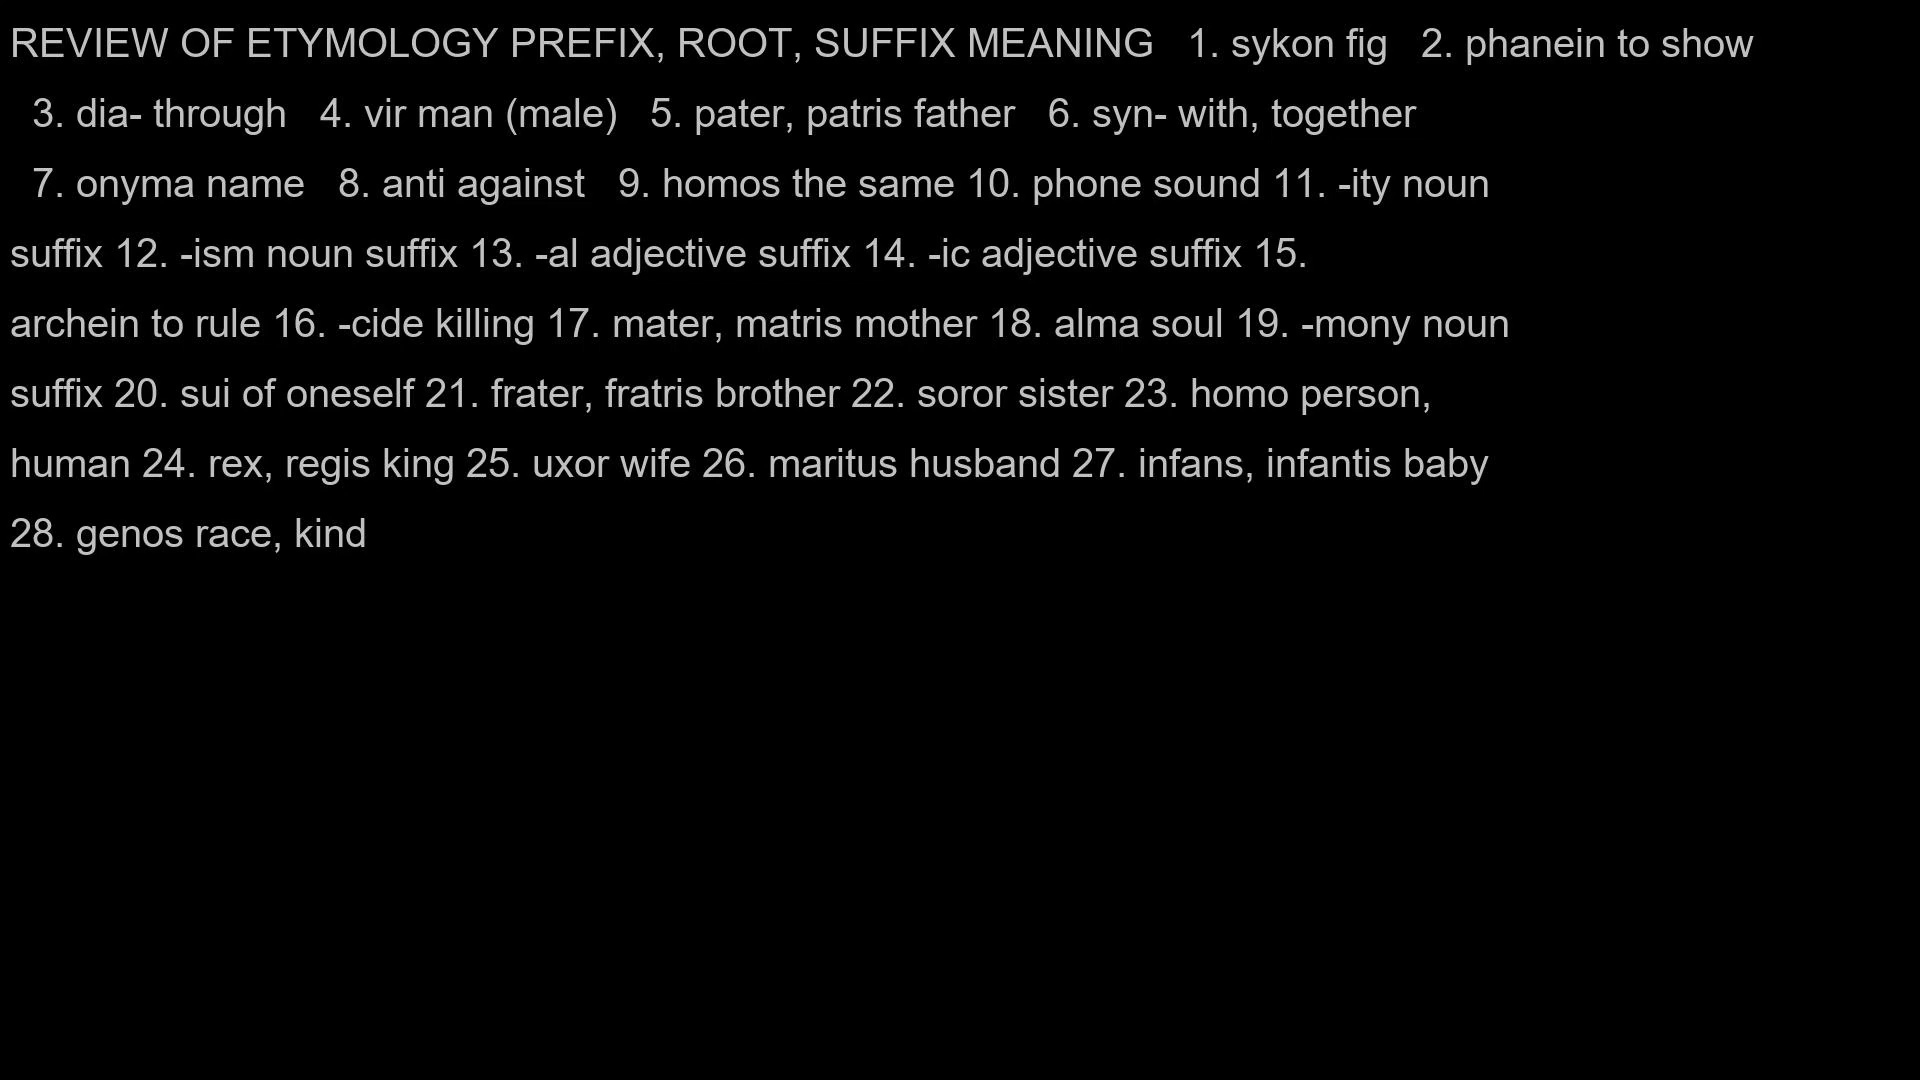 REVIEW OF ETYMOLOGY PREFIX, ROOT, SUFFIX MEANING   1. sykon fig   2. phanein to show
3. dia- through   4. vir man (male)   5. pater, patris father   6. syn- with, together
7. onyma name   8. anti against   9. homos the same 10. phone sound 11. -ity noun
suffix 12. -ism noun suffix 13. -al adjective suffix 14. -ic adjective suffix 15.
archein to rule 16. -cide killing 17. mater, matris mother 18. alma soul 19. -mony noun
suffix 20. sui of oneself 21. frater, fratris brother 22. soror sister 23. homo person,
human 24. rex, regis king 25. uxor wife 26. maritus husband 27. infans, infantis baby
28. genos race, kind